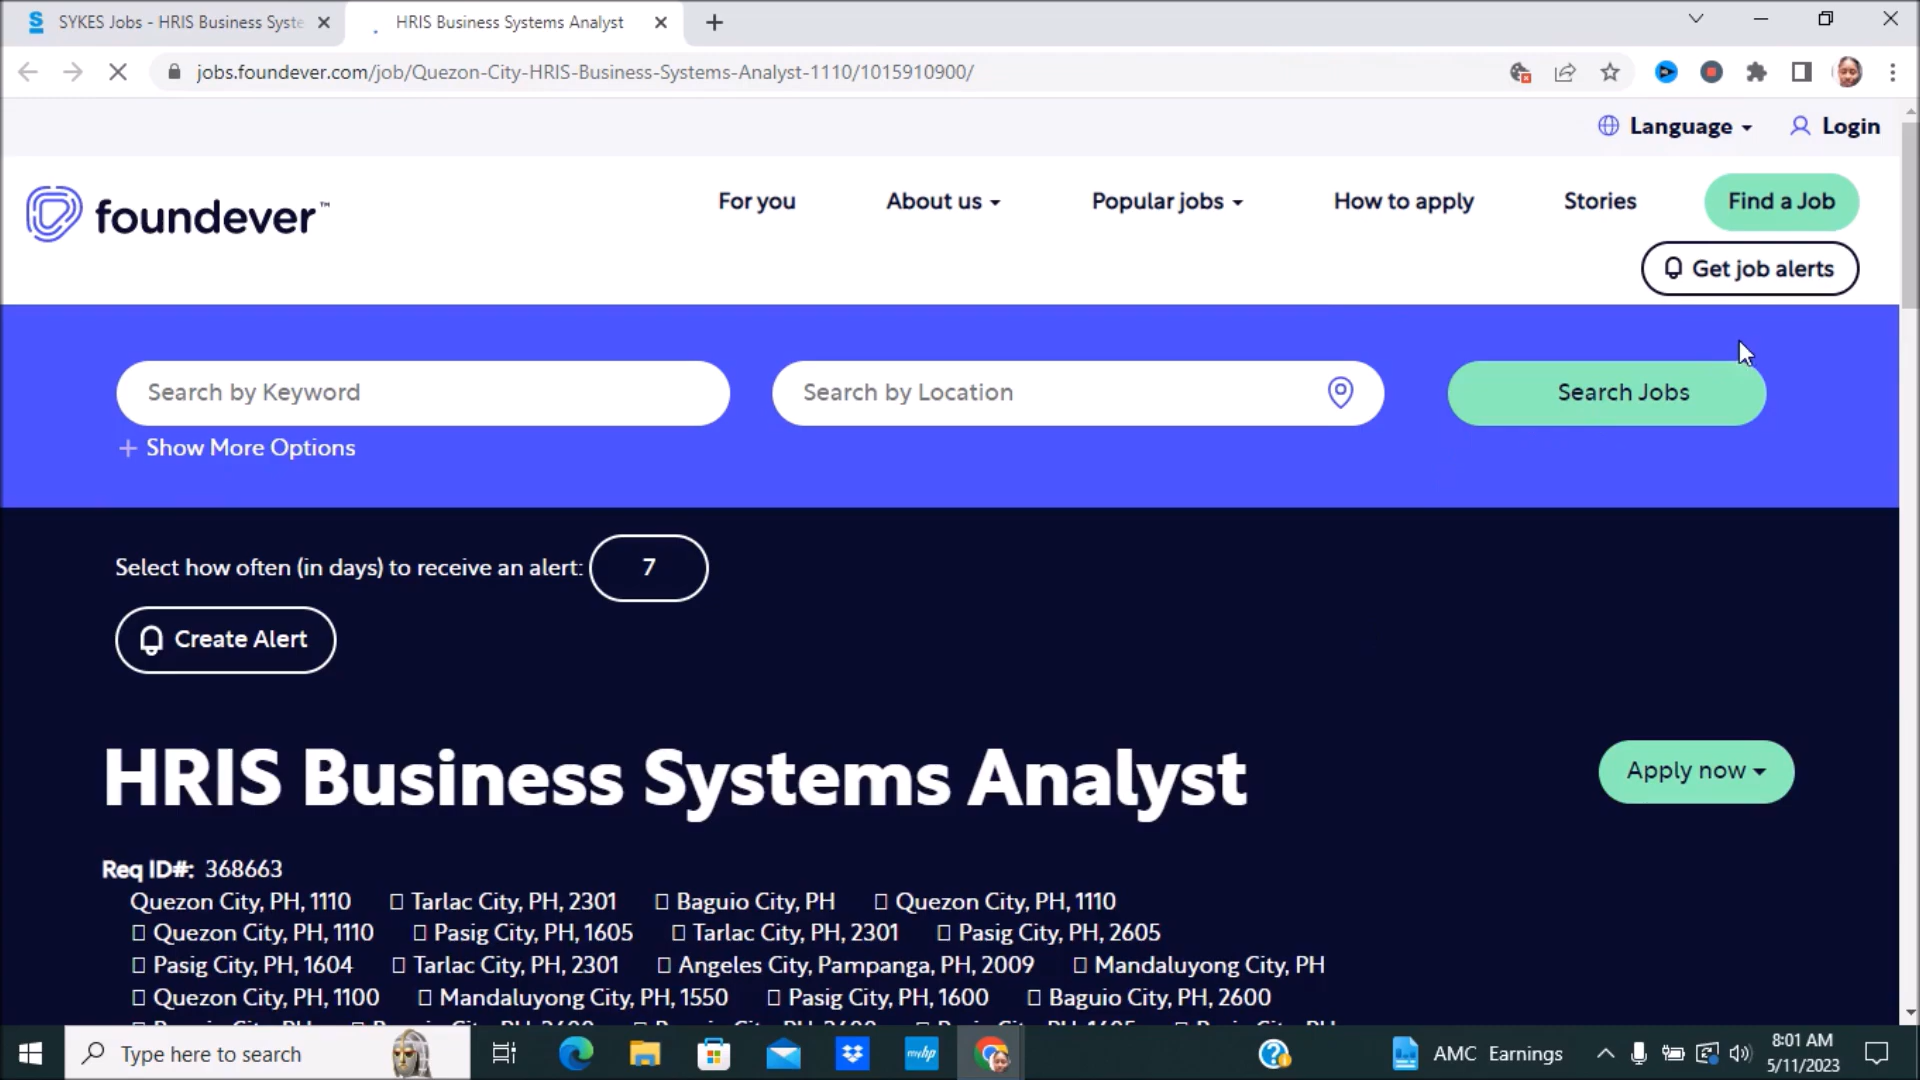 SYKES Jobs - HRIS Business Syste
HRIS Business Systems Analyst
jobs.foundever.com/job/Quezon-City-HRIS-Business-Systems-Analyst-1110/1015910900/
Language
Login
foundever™
For you
About us
Popular jobs
How to apply
Stories
Find a Job
Get job alerts
Search by Keyword
Search by Location
Search Jobs
+ Show More Options
Select how often (in days) to receive an alert: 7
Create Alert
HRIS Business Systems Analyst
Apply now
Req ID#: 368663
Quezon City, PH, 1110 Tarlac City, PH, 2301 Baguio City, PH Quezon City, PH, 1110
Quezon City, PH, 1110 Pasig City, PH, 1605 Tarlac City, PH, 2301 Pasig City, PH, 2605
Pasig City, PH, 1604 Tarlac City, PH, 2301 Angeles City, Pampanga, PH, 2009 Mandaluyong City, PH
Quezon City, PH, 1100 Mandaluyong City, PH, 1550 Pasig City, PH, 1600 Baguio City, PH, 2600
Type here to search
myhp
AMC Earnings
8:01 AM
5/11/2023